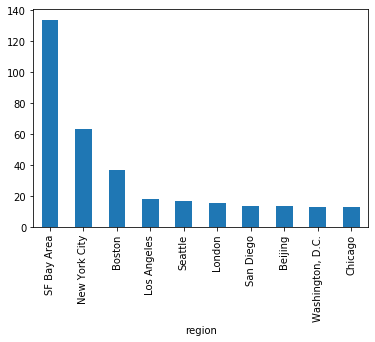 140
120
100
80
60
40
20
0
SF Bay Area
New York City
Boston
Los Angeles
Seattle
London
San Diego
Beijing
Washington, D.C.
Chicago
region